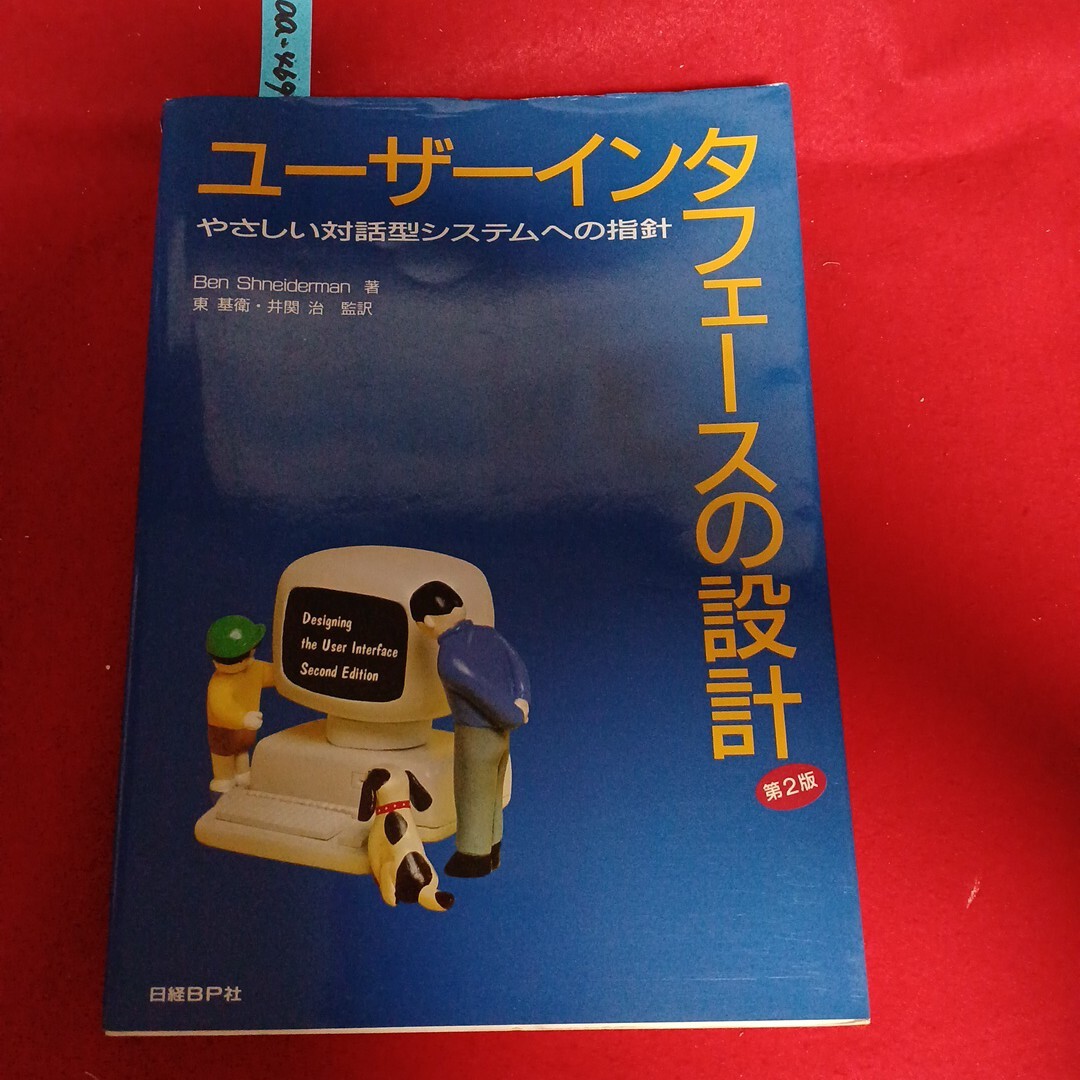 ユーザーインタフェースの設計
やさしい対話型システムへの指針
Ben Shneiderman 著
東 基衛・井関 治 監訳
Designing
the User Interface
Second Edition
第2版
日経BP社